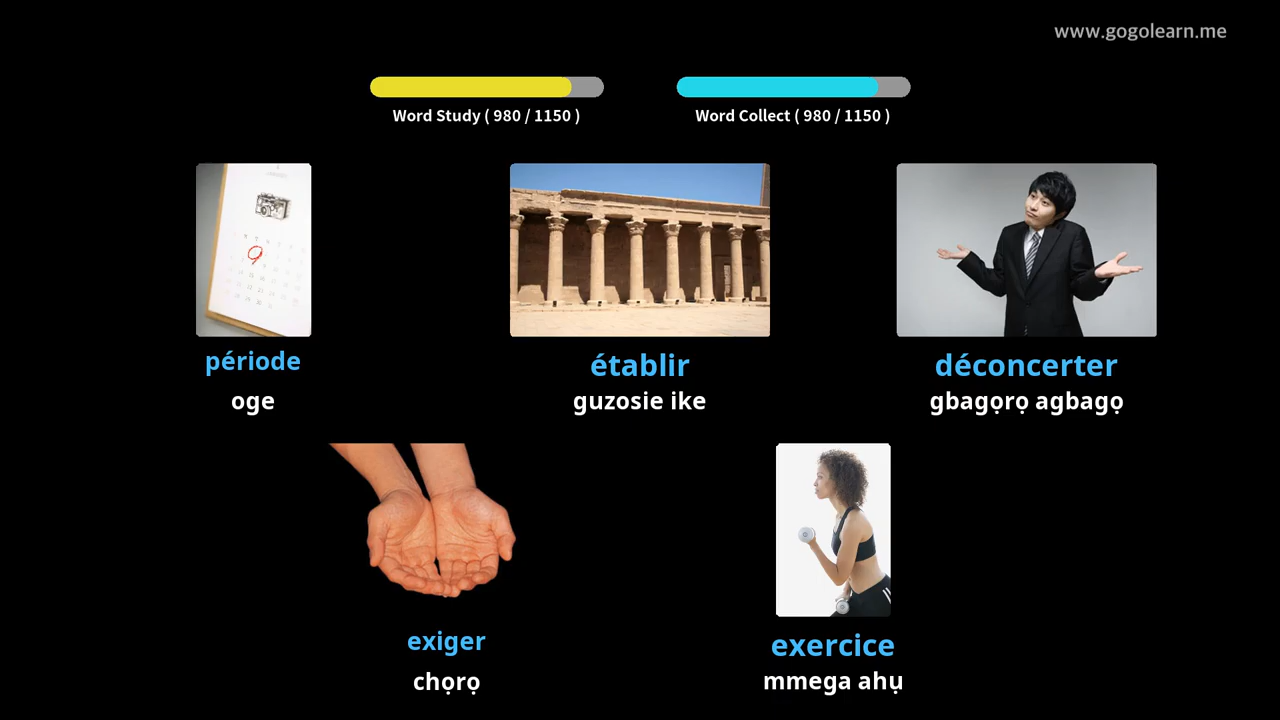 www.gogolearn.me
Word Study ( 980 / 1150 )
Word Collect ( 980 / 1150 )
période
oge
établir
guzosie ike
déconcerter
gbagọrọ agbagọ
exiger
chọrọ
exercice
mmega ahụ